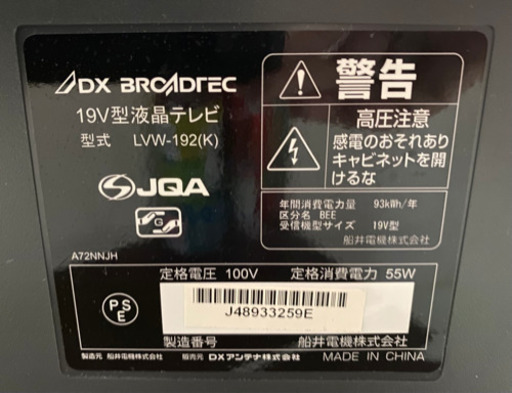 DX BROADTEC
19V型液晶テレビ
型式 LVW-192(K)
JQA
G
A72NNJH
警告
高圧注意
感電のおそれあり
キャビネットを開
けるな
年間消費電力量 93kWh/年
区分名 BEE
受信機型サイズ 19V型
船井電機株式会社
定格電圧 100V 定格消費電力 55W
PSE
J48933259E
製造番号 船井電機株式会社
製造元 船井電機株式会社 販売元 DXアンテナ株式会社 MADE IN CHINA